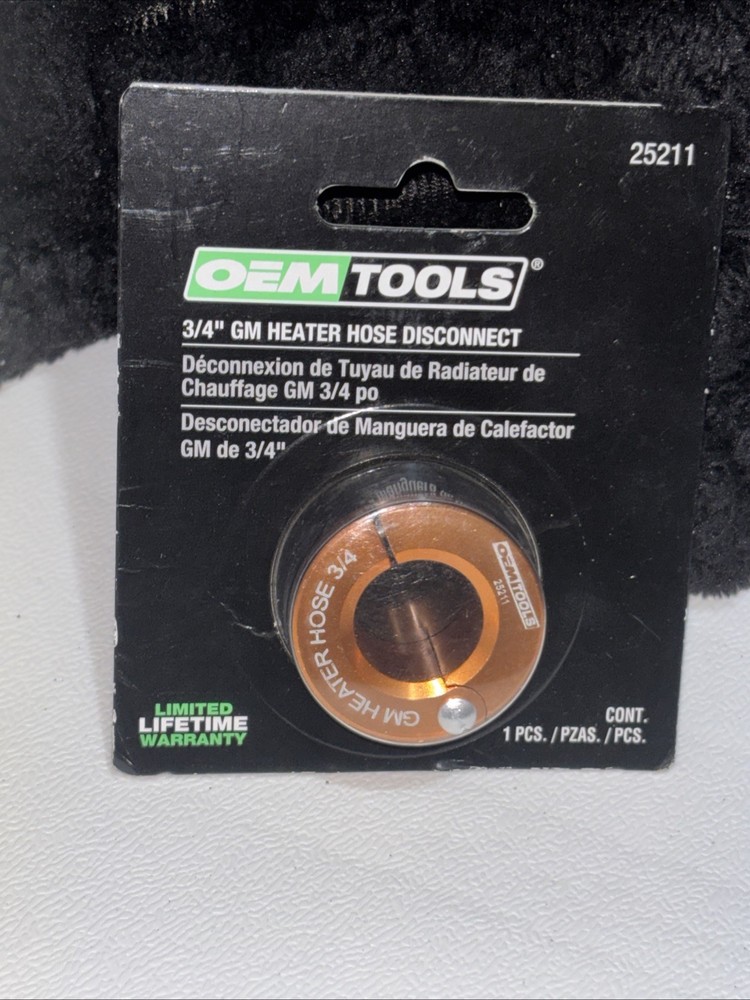 25211
OEMTOOLS®
3/4" GM HEATER HOSE DISCONNECT
Déconnexion de Tuyau de Radiateur de
Chauffage GM 3/4 po
Desconectador de Manguera de Calefactor
GM de 3/4"
GM HEATER HOSE 3/4
OEMTOOLS
25211
LIMITED
LIFETIME
WARRANTY
CONT.
1 PCS. / PZAS. / PCS.